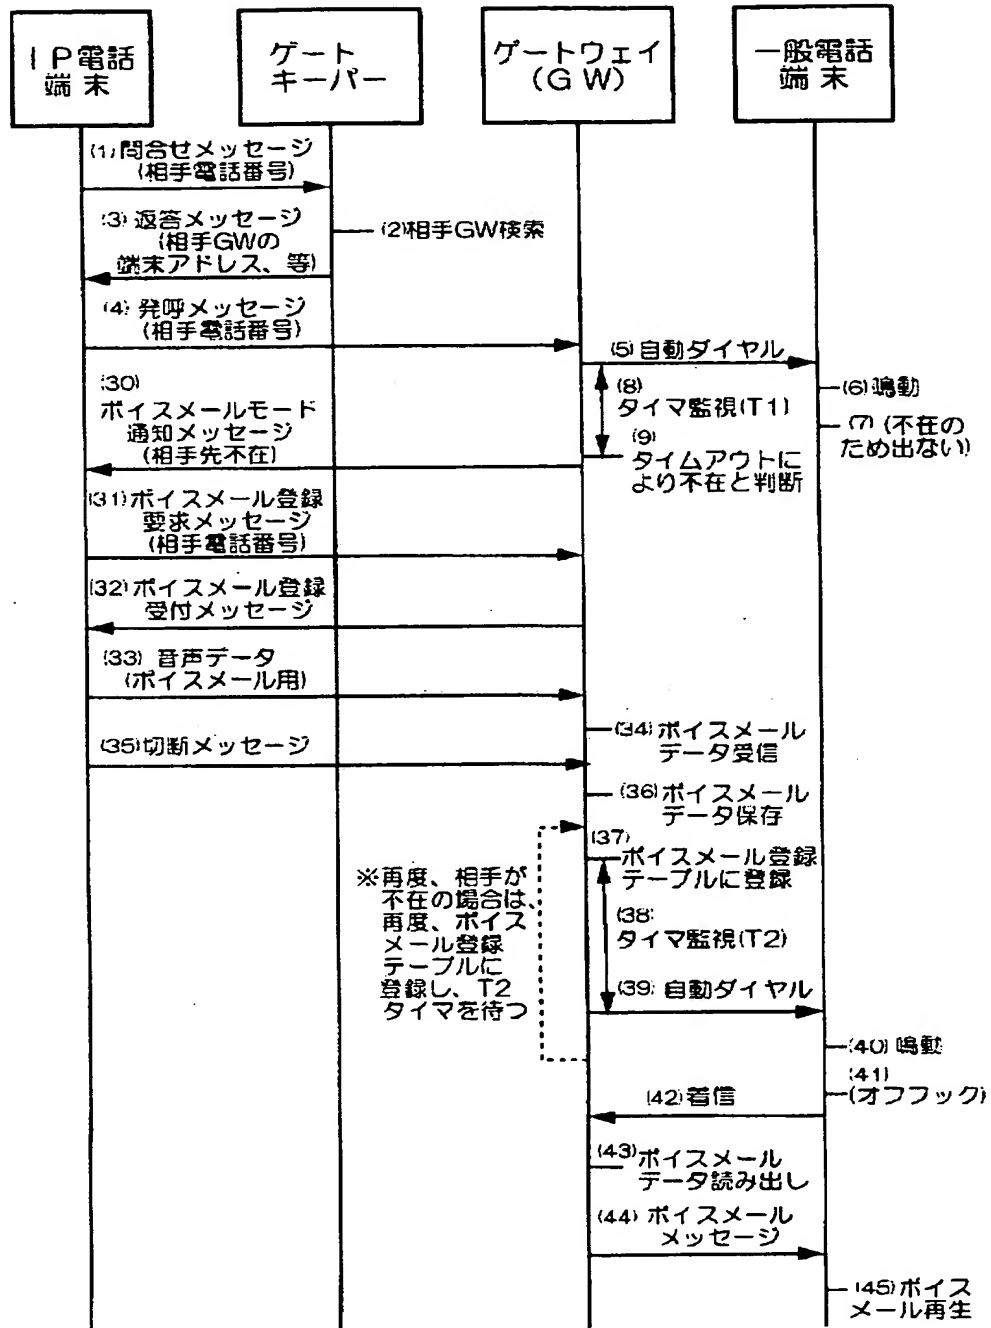 IP電話
端末
ゲート
キーパー
ゲートウェイ
(GW)
一般電話
端末
(1)問合せメッセージ
(相手電話番号)
(2)相手GW検索
(3)返答メッセージ
(相手GWの
端末アドレス、等)
(4)発呼メッセージ
(相手電話番号)
(5)自動ダイヤル
(6)鳴動
(7)(不在の
ため出ない)
(8)
タイマ監視(T1)
(9)
タイムアウトに
より不在と判断
(30)
ボイスメールモード
通知メッセージ
(相手先不在)
(31)ボイスメール登録
要求メッセージ
(相手電話番号)
(32)ボイスメール登録
受付メッセージ
(33)音声データ
(ボイスメール用)
(34)ボイスメール
データ受信
(35)切断メッセージ
(36)ボイスメール
データ保存
(37)
ボイスメール登録
テーブルに登録
※再度、相手が
不在の場合は、
再度、ボイス
メール登録
テーブルに
登録し、T2
タイマを待つ
(38)
タイマ監視(T2)
(39)自動ダイヤル
(40)鳴動
(41)
(オフフック)
(42)着信
(43)ボイスメール
データ読み出し
(44)ボイスメール
メッセージ
(45)ボイス
メール再生